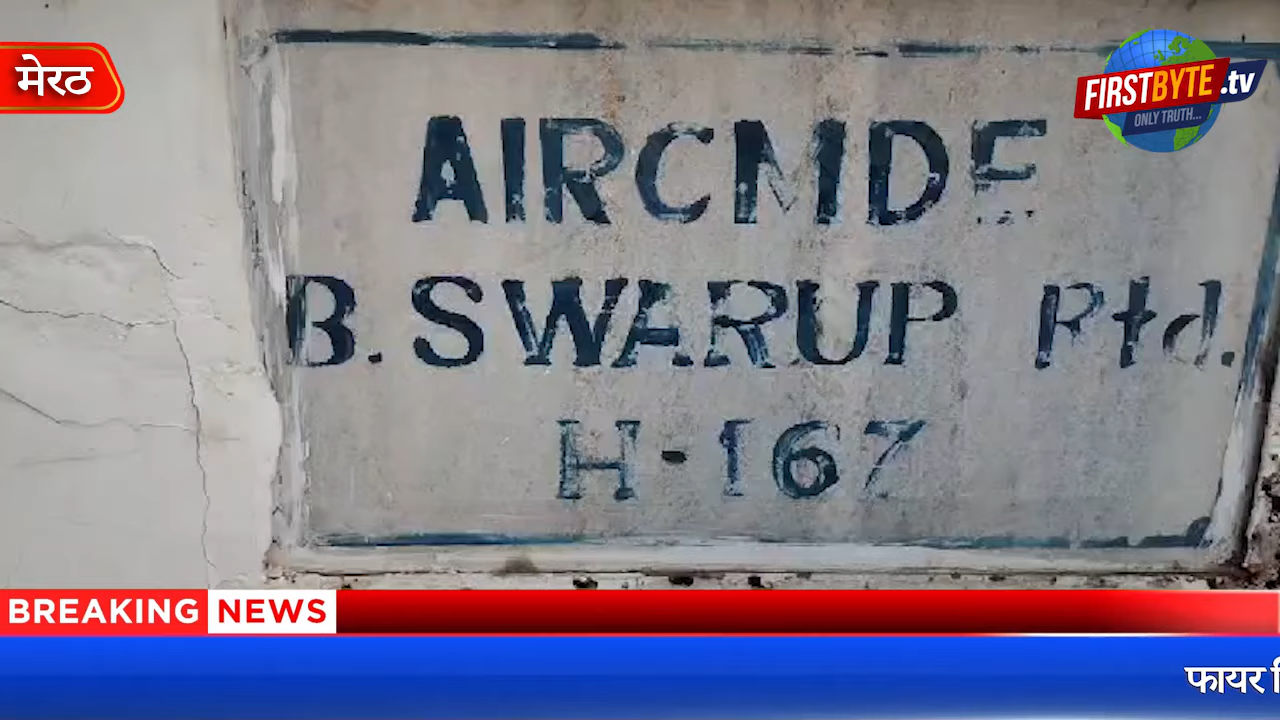 मेरठ
FIRSTBYTE.tv
ONLY TRUTH...
AIRCMDE
B. SWARUP Rtd.
H-167
BREAKING NEWS
फायर